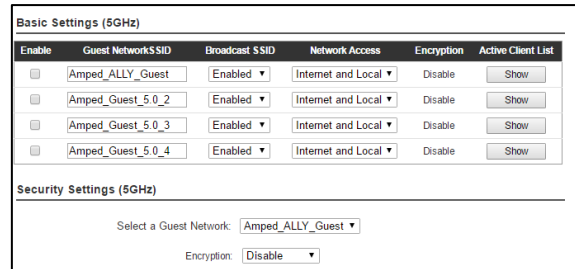 Basic Settings (5GHz)
Enable Guest NetworkSSID Broadcast SSID Network Access Encryption Active Client List
Amped_ALLY_Guest Enabled Internet and Local Disable Show
Amped_Guest_5.0_2 Enabled Internet and Local Disable Show
Amped_Guest_5.0_3 Enabled Internet and Local Disable Show
Amped_Guest_5.0_4 Enabled Internet and Local Disable Show
Security Settings (5GHz)
Select a Guest Network: Amped_ALLY_Guest
Encryption: Disable